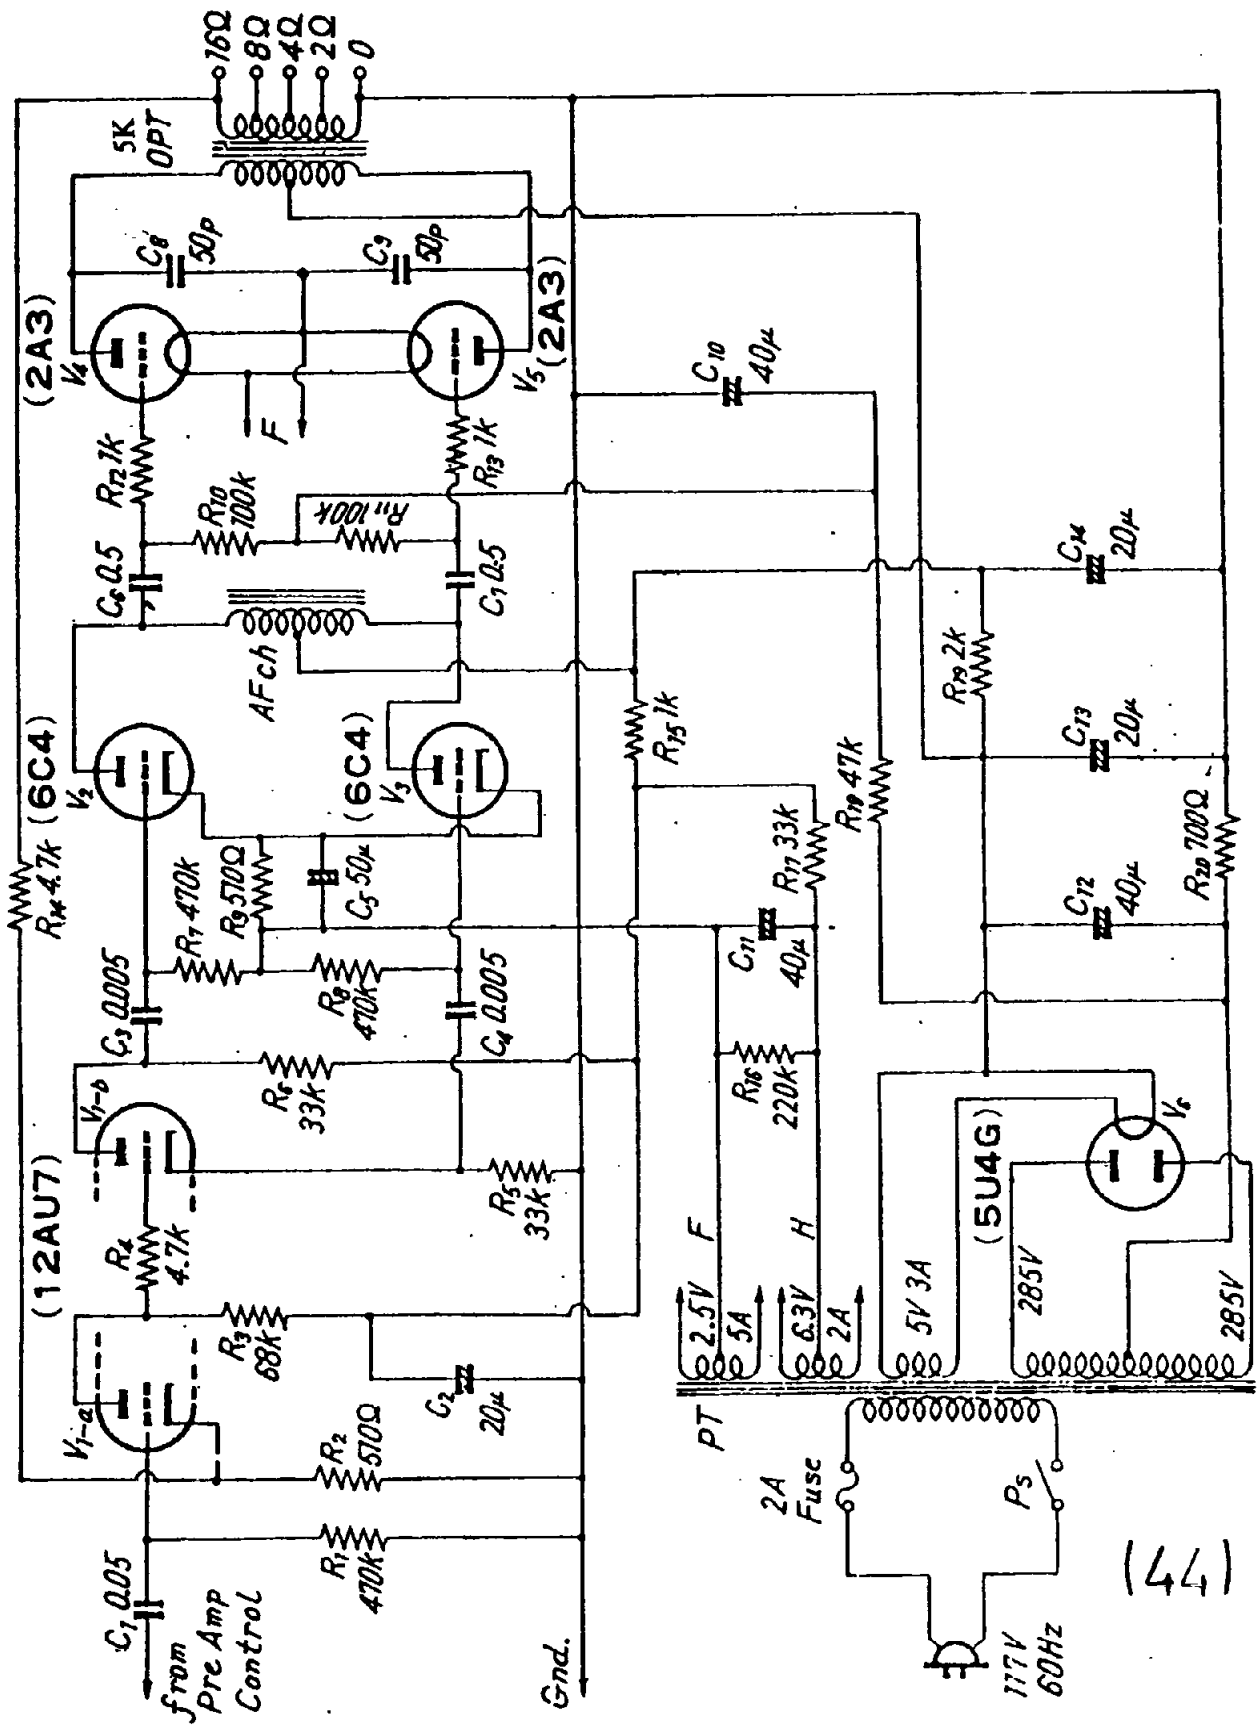 from
Pre Amp
Control
C1 0.05
R1
470k
Gnd.
V1-a
R2
510Ω
R3
68k
C2
20μ
(12AU7)
R4
4.7k
V1-b
R5
33k
R6
33k
C3 0.005
C4 0.005
R7 470k
R8
470k
R9 510Ω
C5 50μ
R14 4.7k
(6C4)
V2
(6C4)
V3
AFch
C6 0.5
C7 0.5
R10
100k
R11 100k
R12 1k
R13 1k
(2A3)
V4
V5
(2A3)
F
C8
50p
C9
50p
5K
OPT
16Ω
8Ω
4Ω
2Ω
0
R15 1k
R16
220k
R17 33k
R18 47k
C10
40μ
C11
40μ
R19 2k
C12
40μ
C13
20μ
C14
20μ
R20 700Ω
PT
2.5V
5A
F
6.3V
2A
H
5V 3A
285V
285V
(5U4G)
V6
2A
Fuse
PS
117V
60Hz
(44)